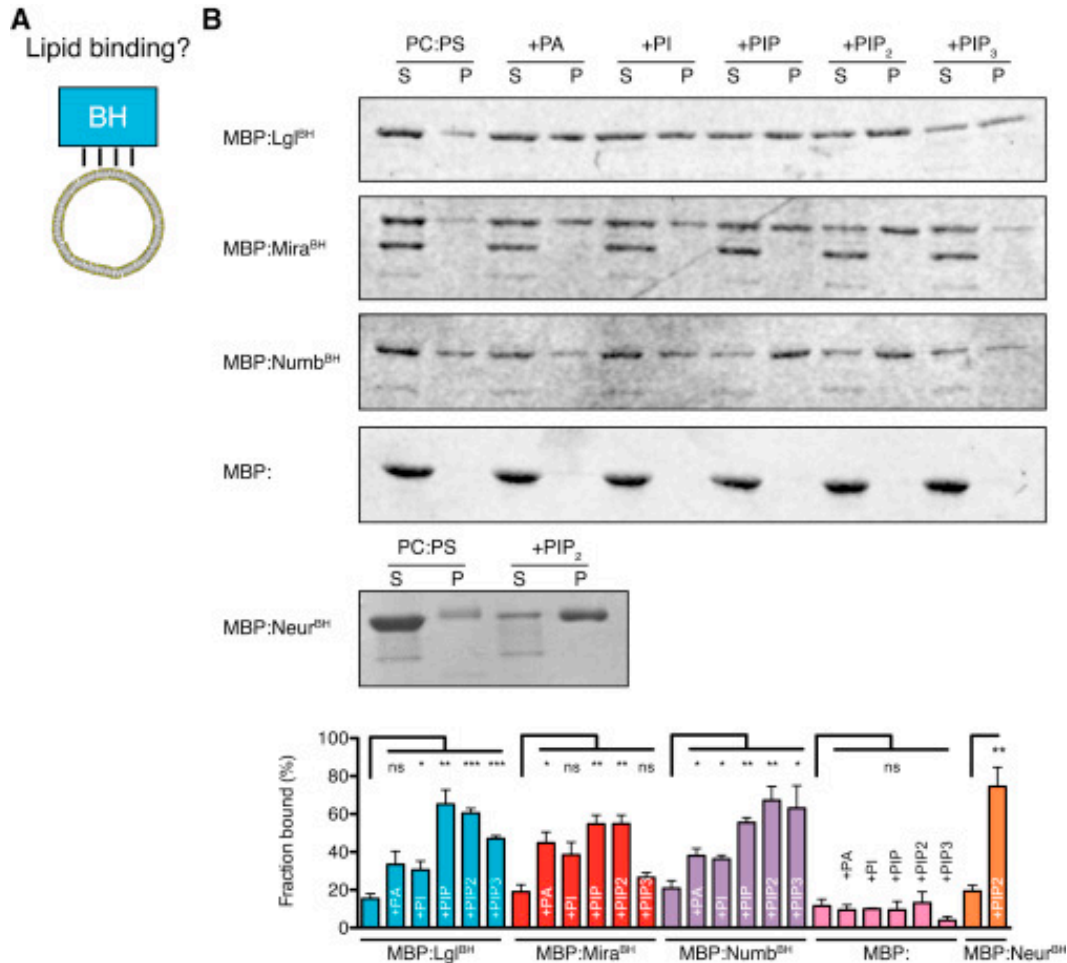 A
Lipid binding?
BH
B
PC:PS +PA +PI +PIP +PIP₂ +PIP₃
S P S P S P S P S P S P
MBP:Lglᴮᴴ
MBP:Miraᴮᴴ
MBP:Numbᴮᴴ
MBP:
PC:PS +PIP₂
S P S P
MBP:Neurᴮᴴ
Fraction bound (%)
100
80
60
40
20
0
ns * ** *** ***
* ns ** ** ns
* * ** ** *
ns
**
+PA +PI +PIP +PIP2 +PIP3
+PA +PI +PIP +PIP2 +PIP3
+PA +PI +PIP +PIP2 +PIP3
+PA +PI +PIP +PIP2 +PIP3
+PIP2
MBP:Lglᴮᴴ MBP:Miraᴮᴴ MBP:Numbᴮᴴ MBP: MBP:Neurᴮᴴ